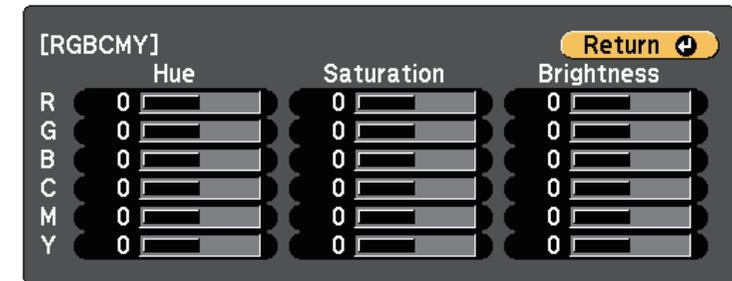 [RGBCMY] Return
Hue Saturation Brightness
R 0 0 0
G 0 0 0
B 0 0 0
C 0 0 0
M 0 0 0
Y 0 0 0